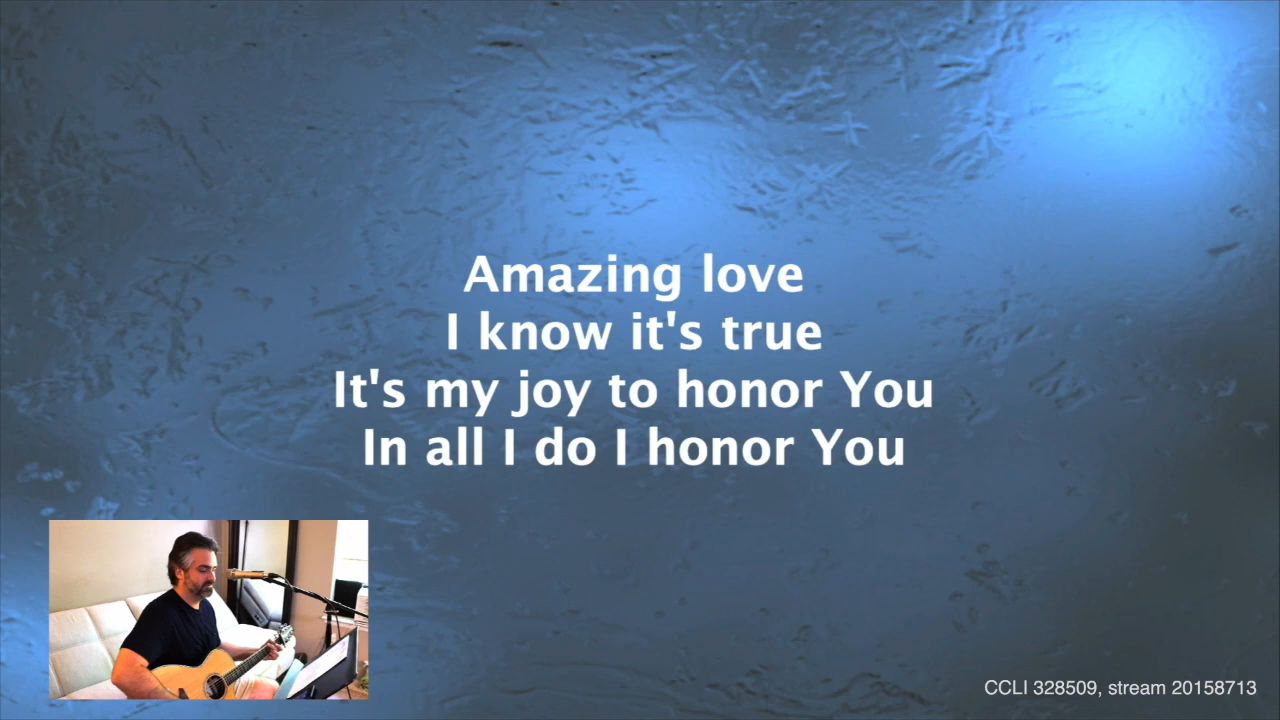 Amazing love
I know it's true
It's my joy to honor You
In all I do I honor You
CCLI 328509, stream 20158713